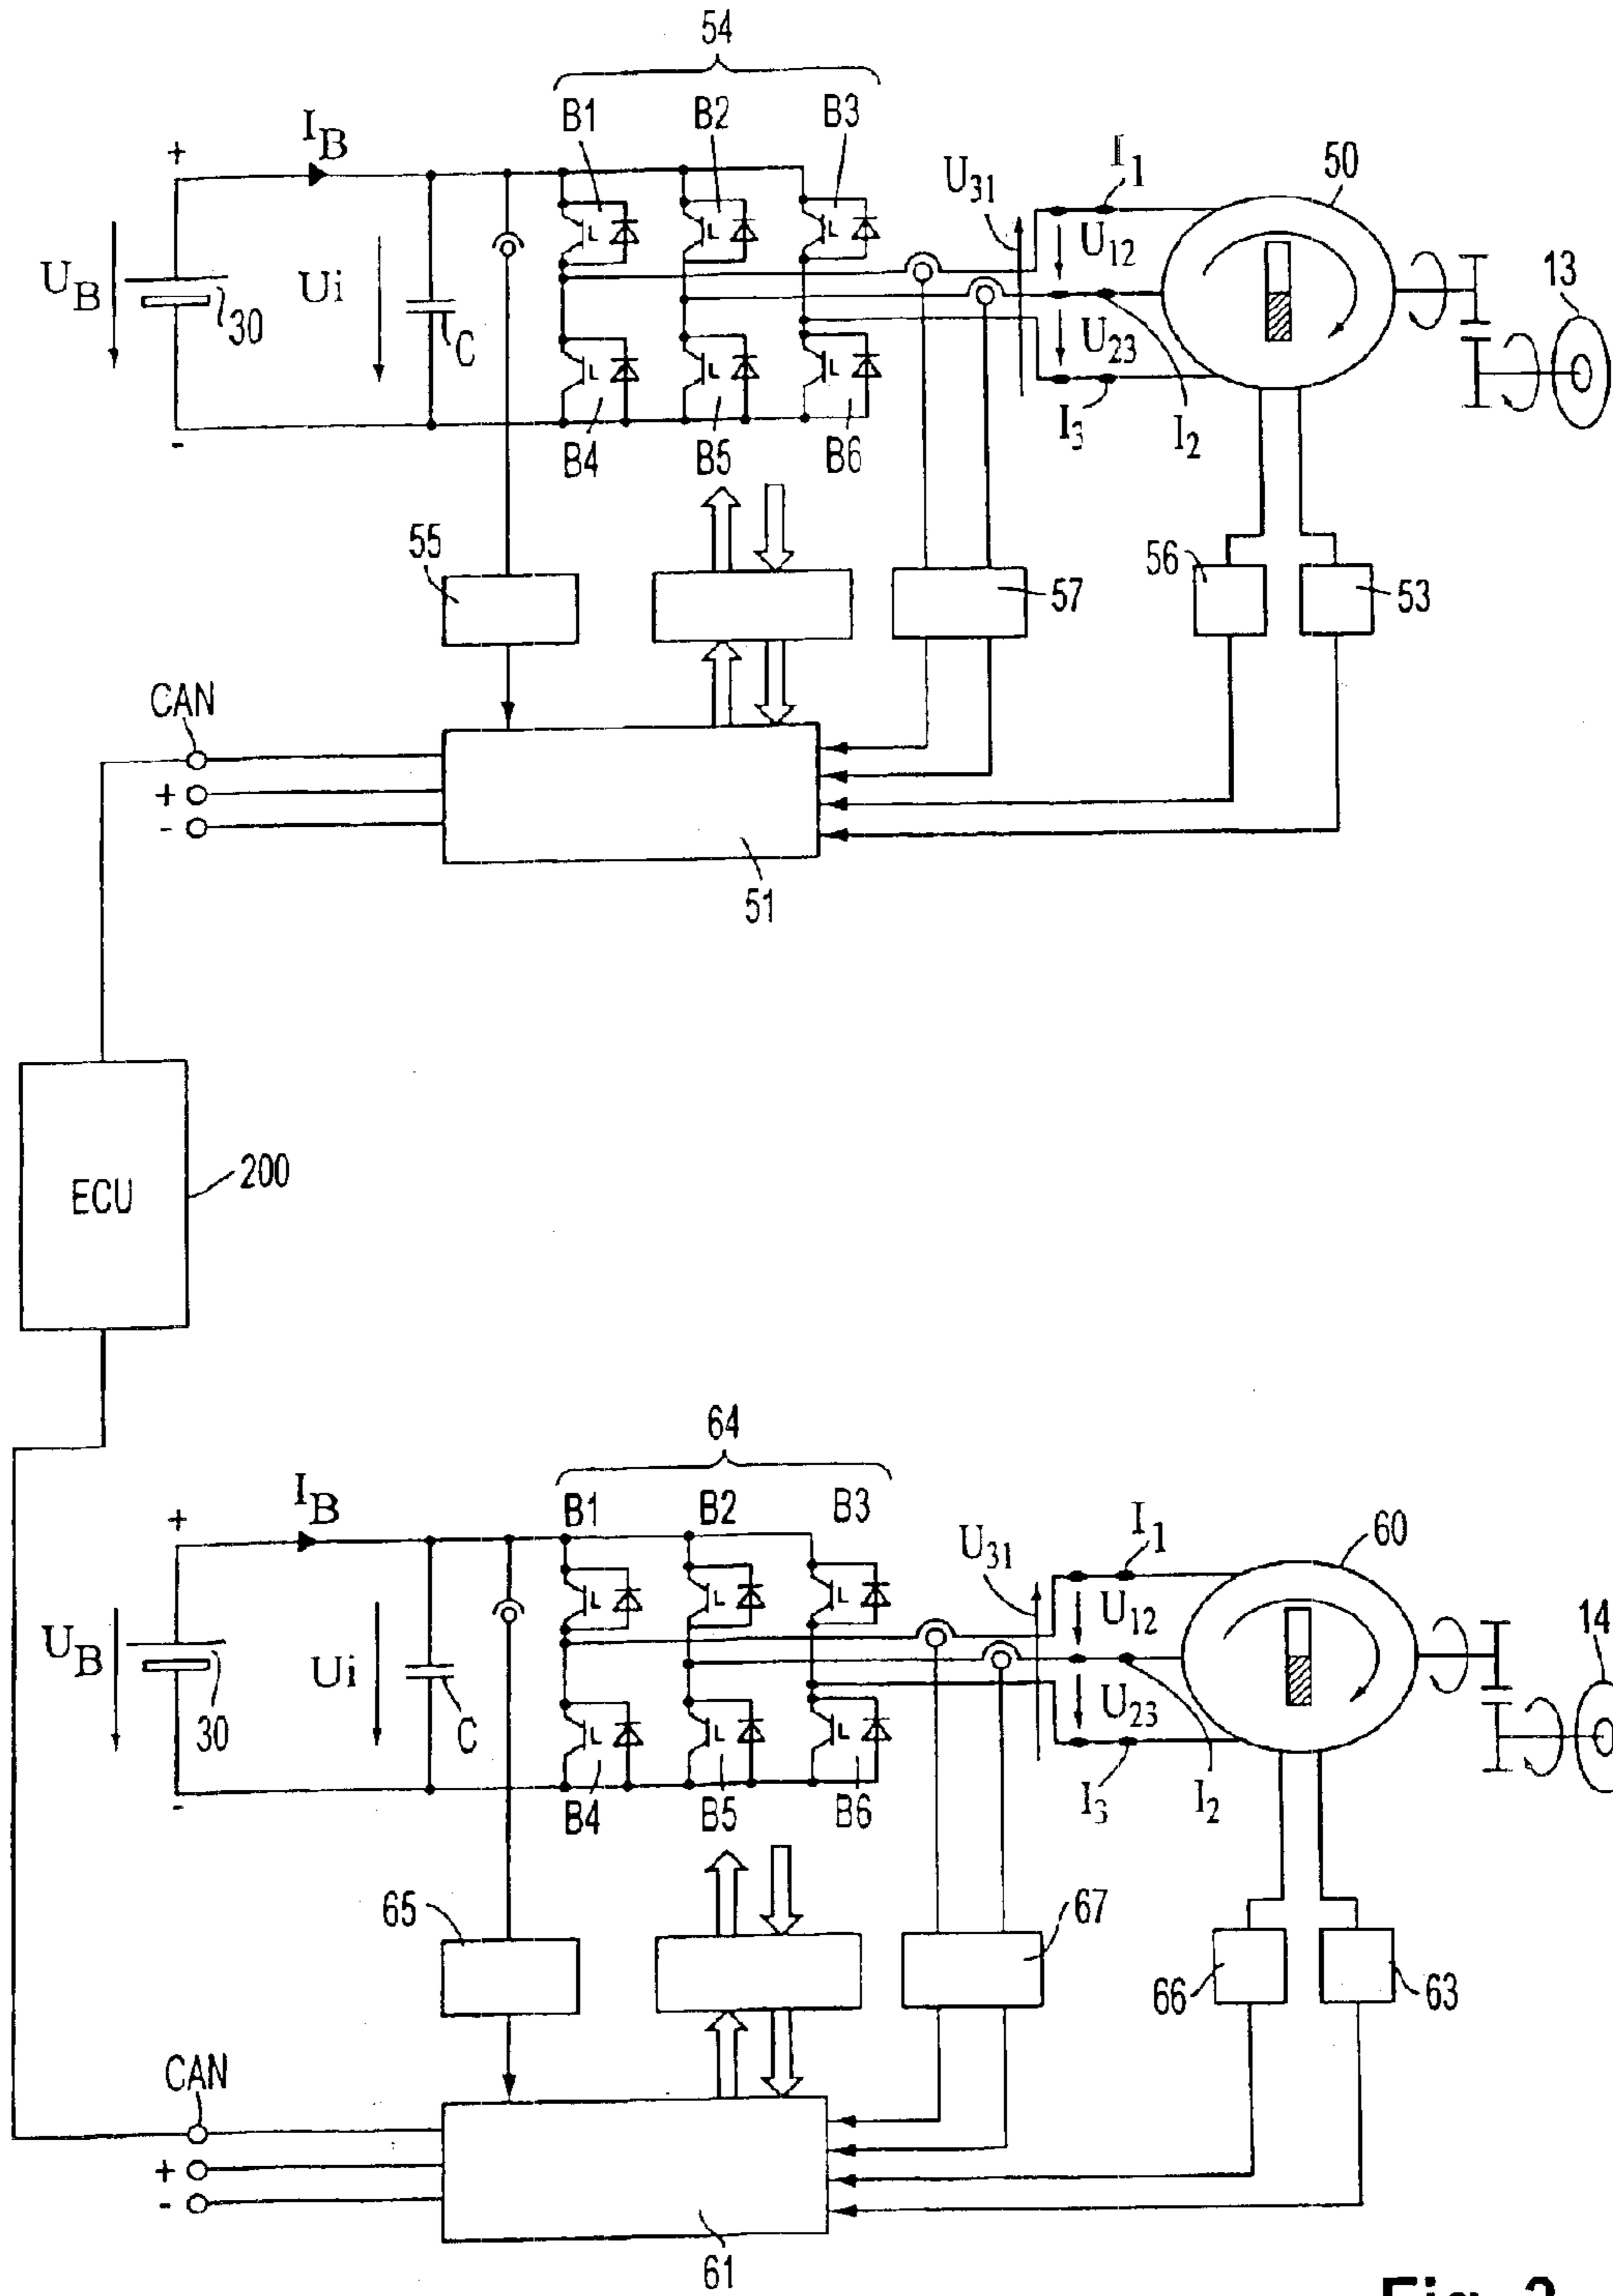 54
B1 B2 B3
I_B
+
I_1
50
U_31
U_12
13
U_B
Ui
30
C
U_23
-
B4 B5 B6
I_3
I_2
55
57
56
53
CAN
+
-
51
ECU
200
64
B1 B2 B3
I_B
+
I_1
60
U_31
U_12
14
U_B
Ui
30
C
U_23
-
B4 B5 B6
I_3
I_2
65
67
66
63
CAN
+
-
61